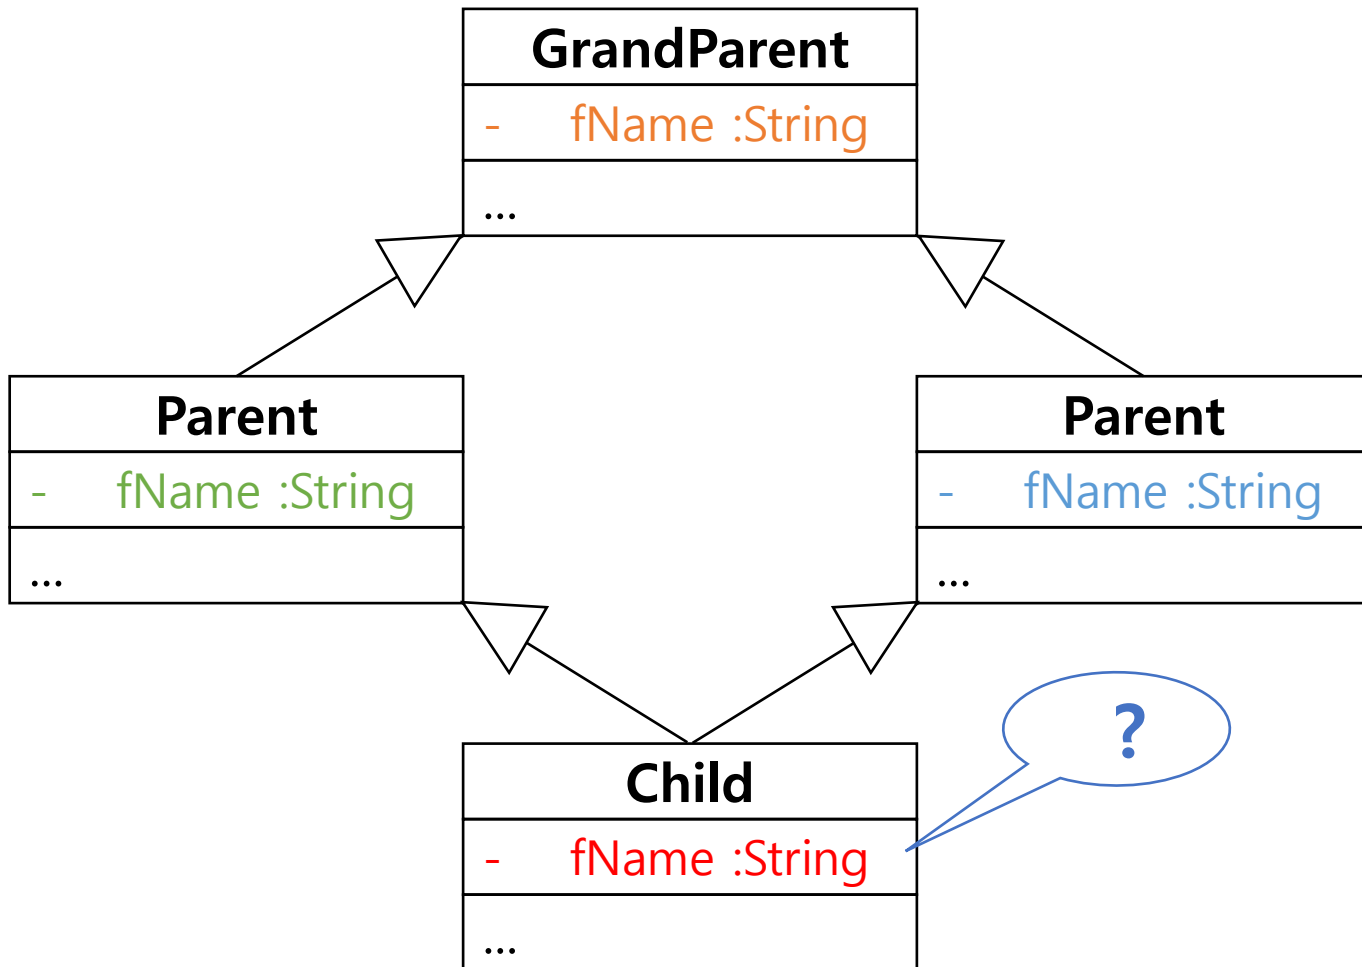 GrandParent
- fName :String
...
Parent
- fName :String
...
Parent
- fName :String
...
?
Child
- fName :String
...